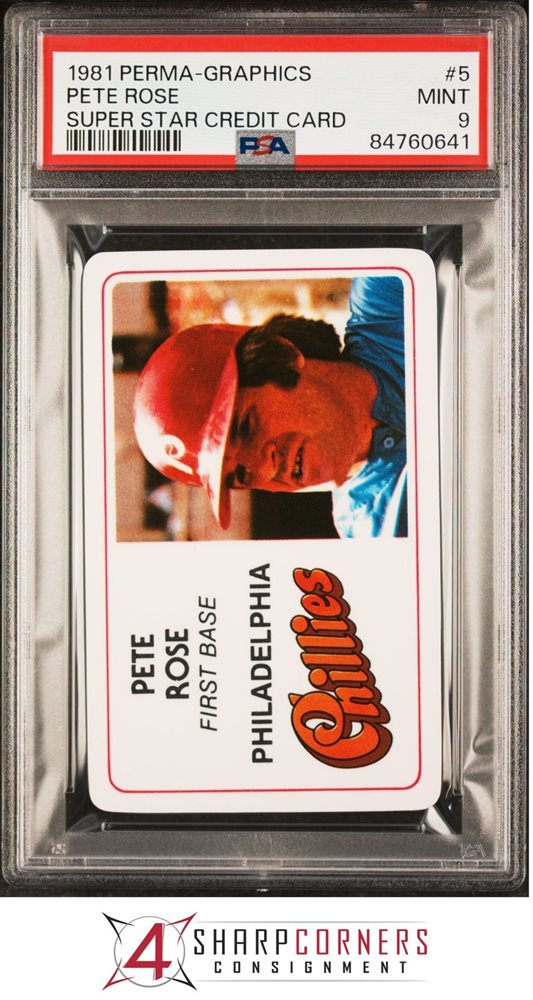 1981 PERMA-GRAPHICS #5
PETE ROSE MINT
SUPER STAR CREDIT CARD 9
PSA 84760641
P
PETE
ROSE
FIRST BASE
PHILADELPHIA
Phillies
4 SHARPCORNERS
CONSIGNMENT